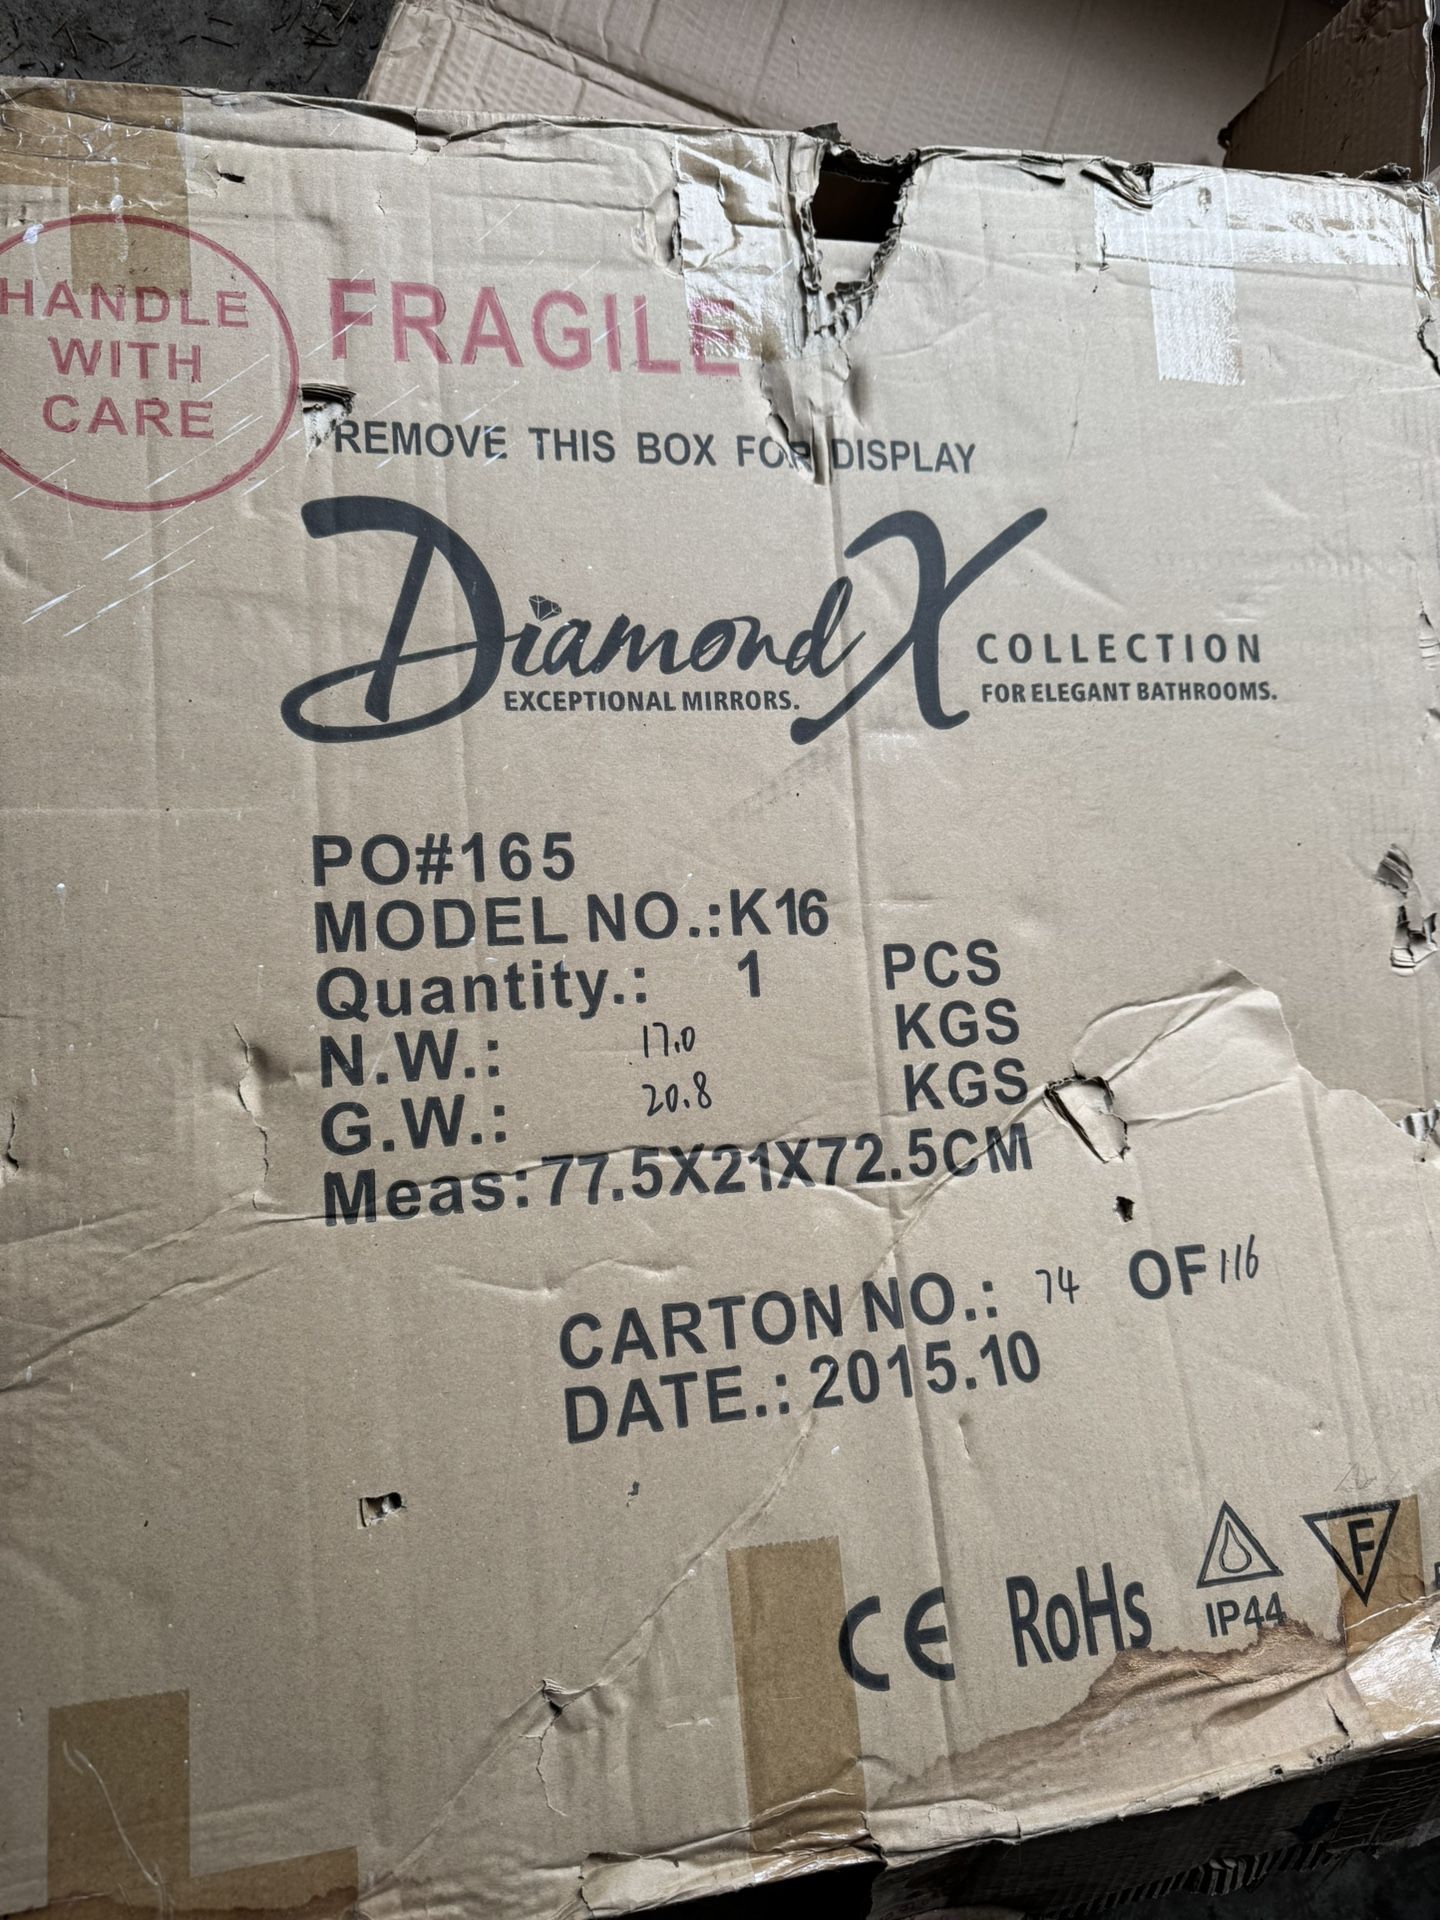 HANDLE
WITH
CARE
FRAGILE
REMOVE THIS BOX FOR DISPLAY
DiamondX COLLECTION
EXCEPTIONAL MIRRORS. FOR ELEGANT BATHROOMS.
PO#165
MODEL NO.:K16
Quantity.: 1 PCS
N.W.: 17.0 KGS
G.W.: 20.8 KGS
Meas:77.5X21X72.5CM
CARTON NO.: 74 OF 116
DATE.: 2015.10
CE RoHs IP44 F